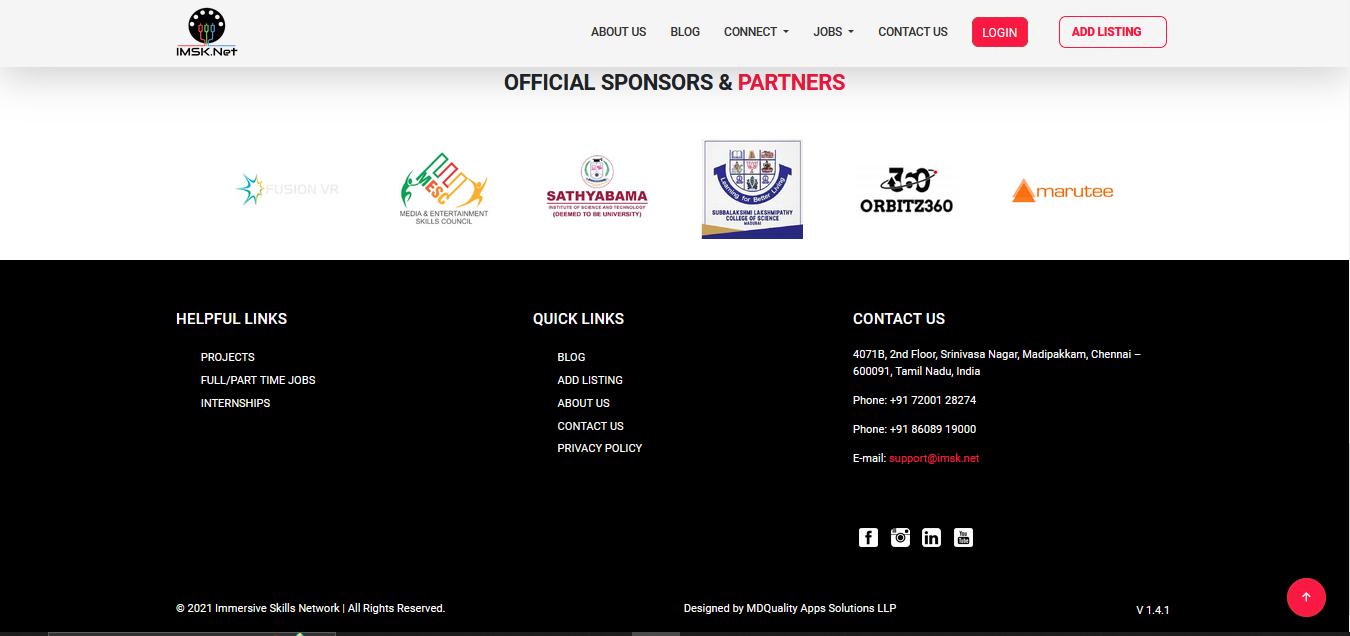 IMSK.Net
ABOUT US BLOG CONNECT JOBS CONTACT US LOGIN ADD LISTING
OFFICIAL SPONSORS & PARTNERS
FUSION VR
MESC
MEDIA & ENTERTAINMENT
SKILLS COUNCIL
SATHYABAMA
INSTITUTE OF SCIENCE AND TECHNOLOGY
(DEEMED TO BE UNIVERSITY)
Learning for Better Living
SUBBALAKSHMI LAKSHMIPATHY
COLLEGE OF SCIENCE
MADURAI
360
ORBITZ360
marutee
HELPFUL LINKS
PROJECTS
FULL/PART TIME JOBS
INTERNSHIPS
QUICK LINKS
BLOG
ADD LISTING
ABOUT US
CONTACT US
PRIVACY POLICY
CONTACT US
4071B, 2nd Floor, Srinivasa Nagar, Madipakkam, Chennai –
600091, Tamil Nadu, India
Phone: +91 72001 28274
Phone: +91 86089 19000
E-mail: support@imsk.net
f in You Tube
© 2021 Immersive Skills Network | All Rights Reserved.
Designed by MDQuality Apps Solutions LLP
V 1.4.1